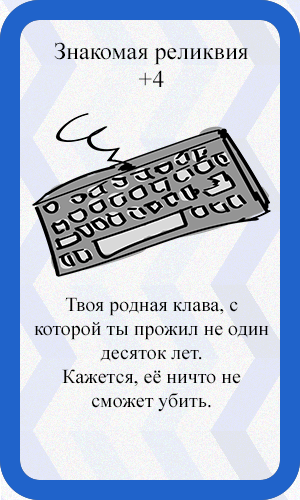 Знакомая реликвия
+4
Твоя родная клава, с
которой ты прожил не один
десяток лет.
Кажется, её ничто не
сможет убить.